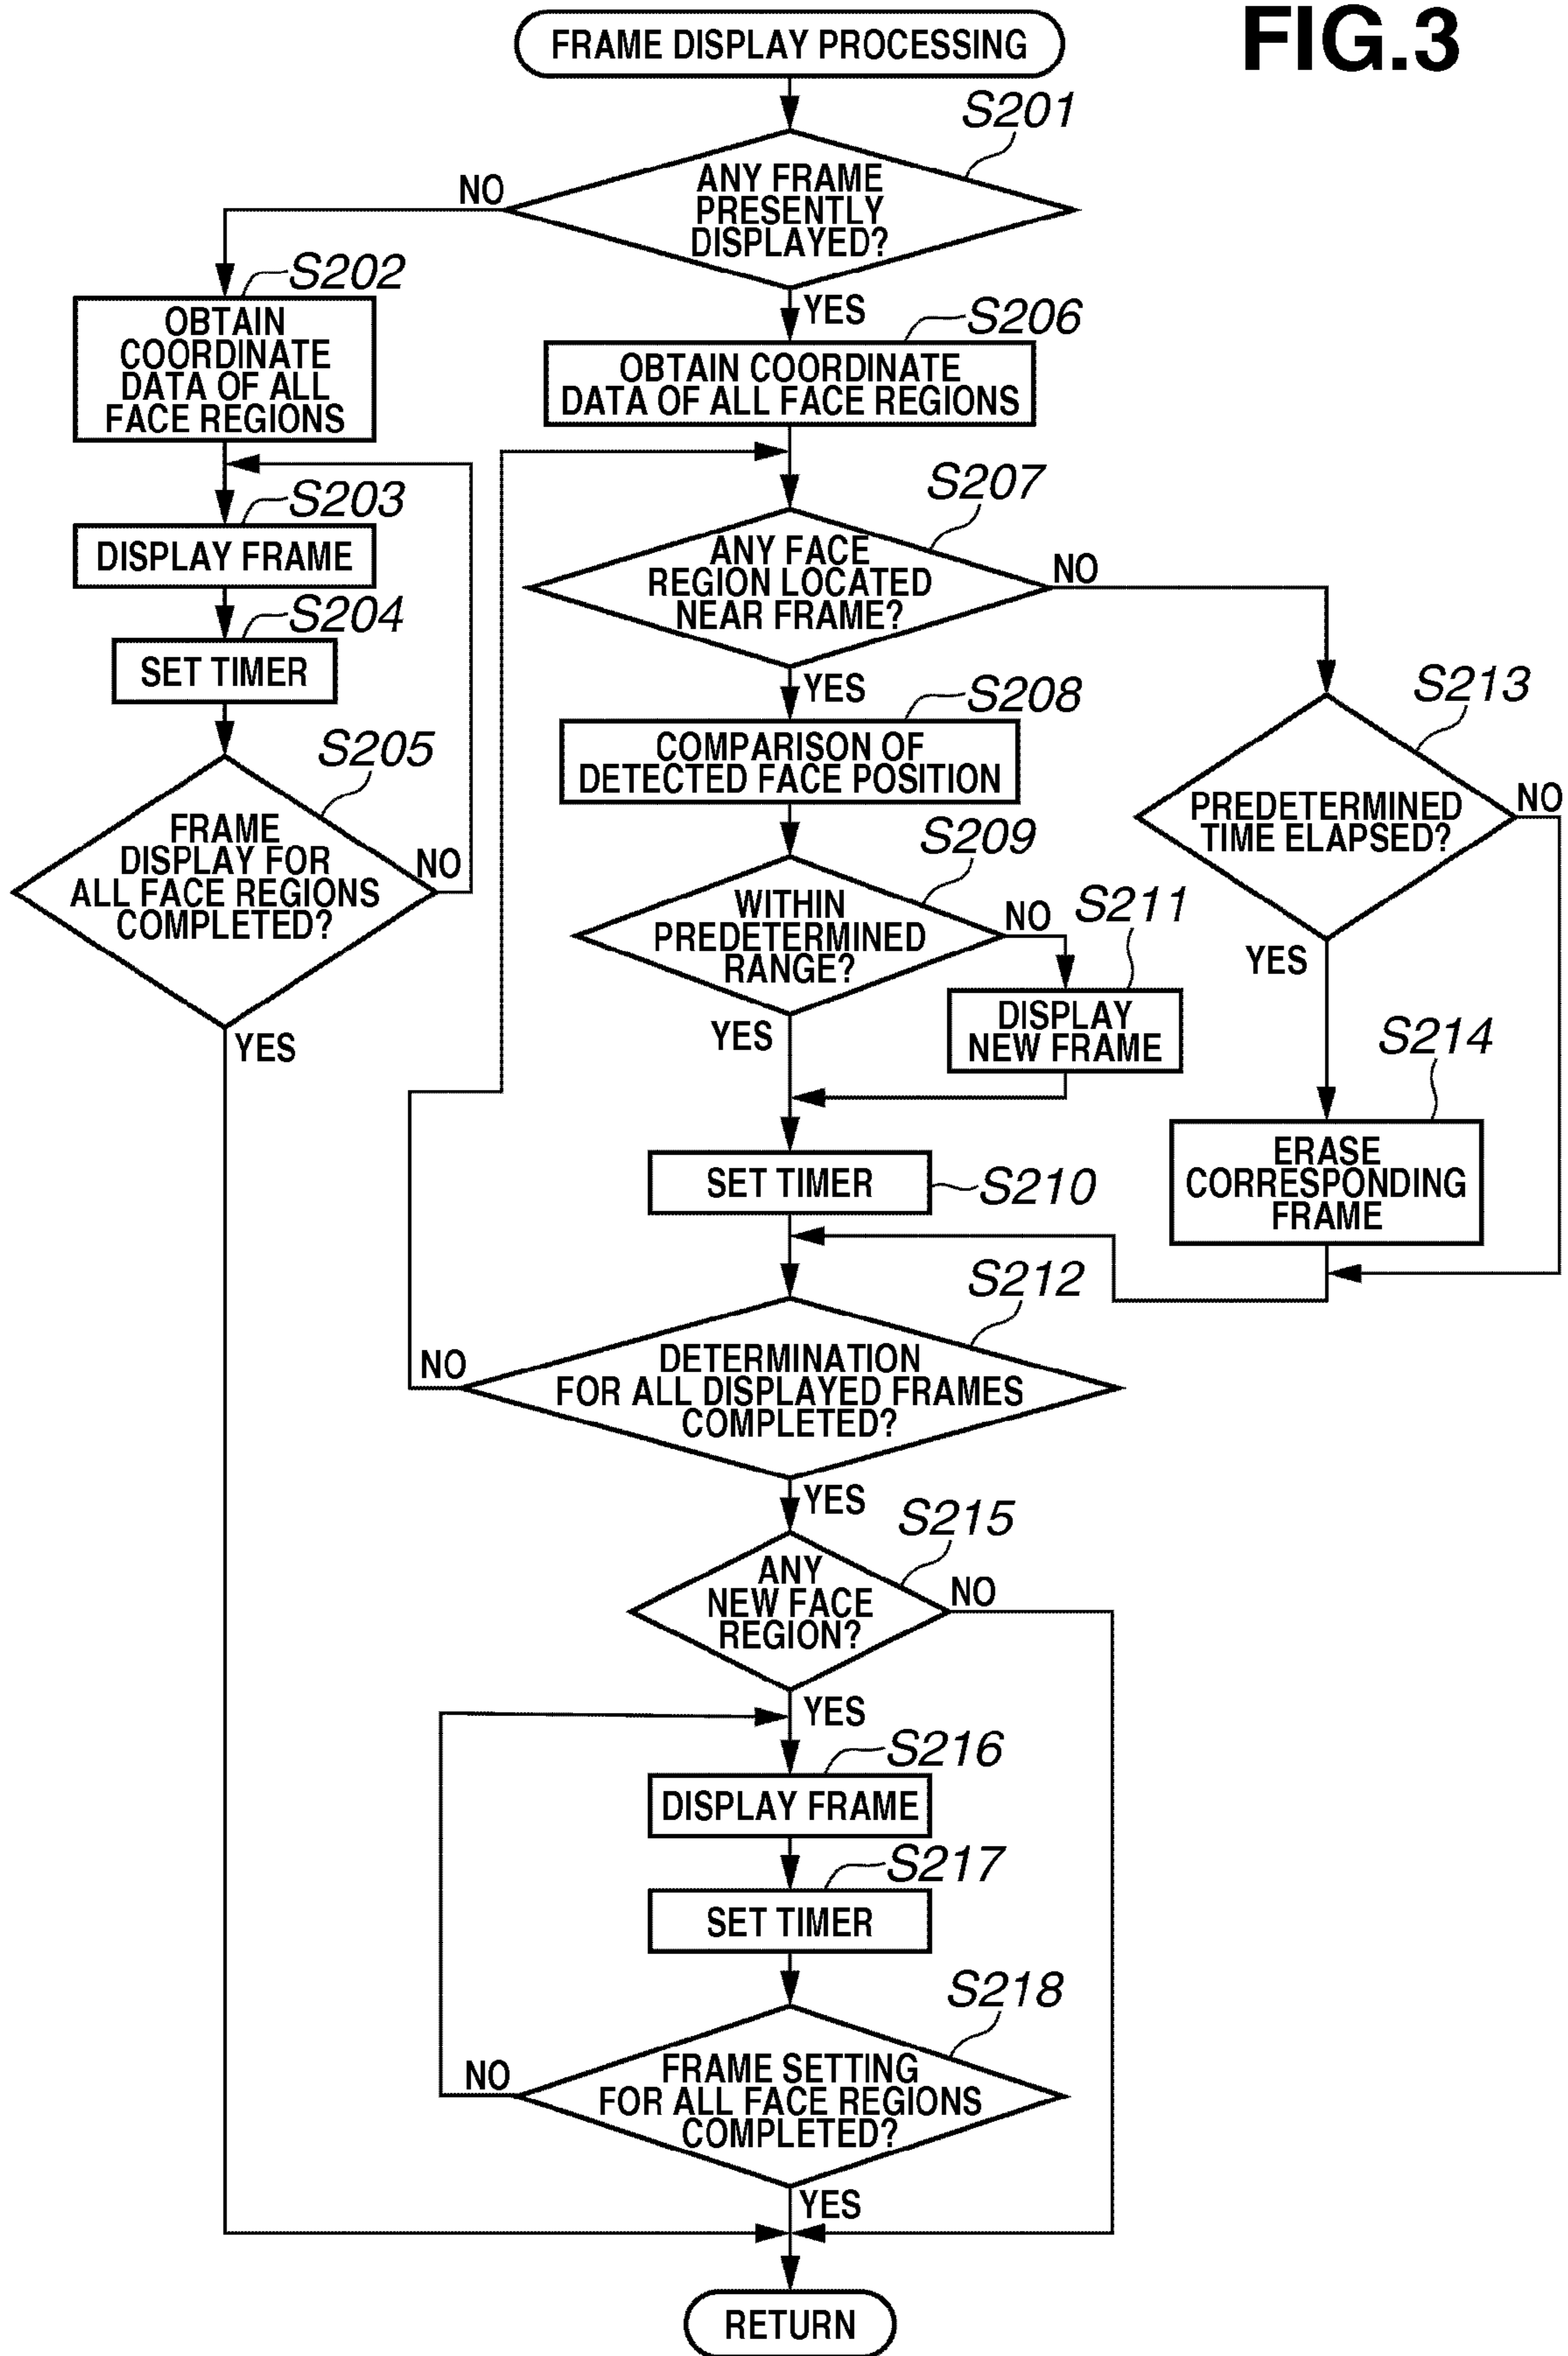 FIG.3
FRAME DISPLAY PROCESSING
S201
ANY FRAME
PRESENTLY
DISPLAYED?
NO
YES
S202
OBTAIN
COORDINATE
DATA OF ALL
FACE REGIONS
S203
DISPLAY FRAME
S204
SET TIMER
S205
FRAME
DISPLAY FOR
ALL FACE REGIONS
COMPLETED?
NO
YES
S206
OBTAIN COORDINATE
DATA OF ALL FACE REGIONS
S207
ANY FACE
REGION LOCATED
NEAR FRAME?
NO
YES
S208
COMPARISON OF
DETECTED FACE POSITION
S209
WITHIN
PREDETERMINED
RANGE?
NO
YES
S211
DISPLAY
NEW FRAME
S210
SET TIMER
S213
PREDETERMINED
TIME ELAPSED?
NO
YES
S214
ERASE
CORRESPONDING
FRAME
S212
DETERMINATION
FOR ALL DISPLAYED FRAMES
COMPLETED?
NO
YES
S215
ANY
NEW FACE
REGION?
NO
YES
S216
DISPLAY FRAME
S217
SET TIMER
S218
FRAME SETTING
FOR ALL FACE REGIONS
COMPLETED?
NO
YES
RETURN